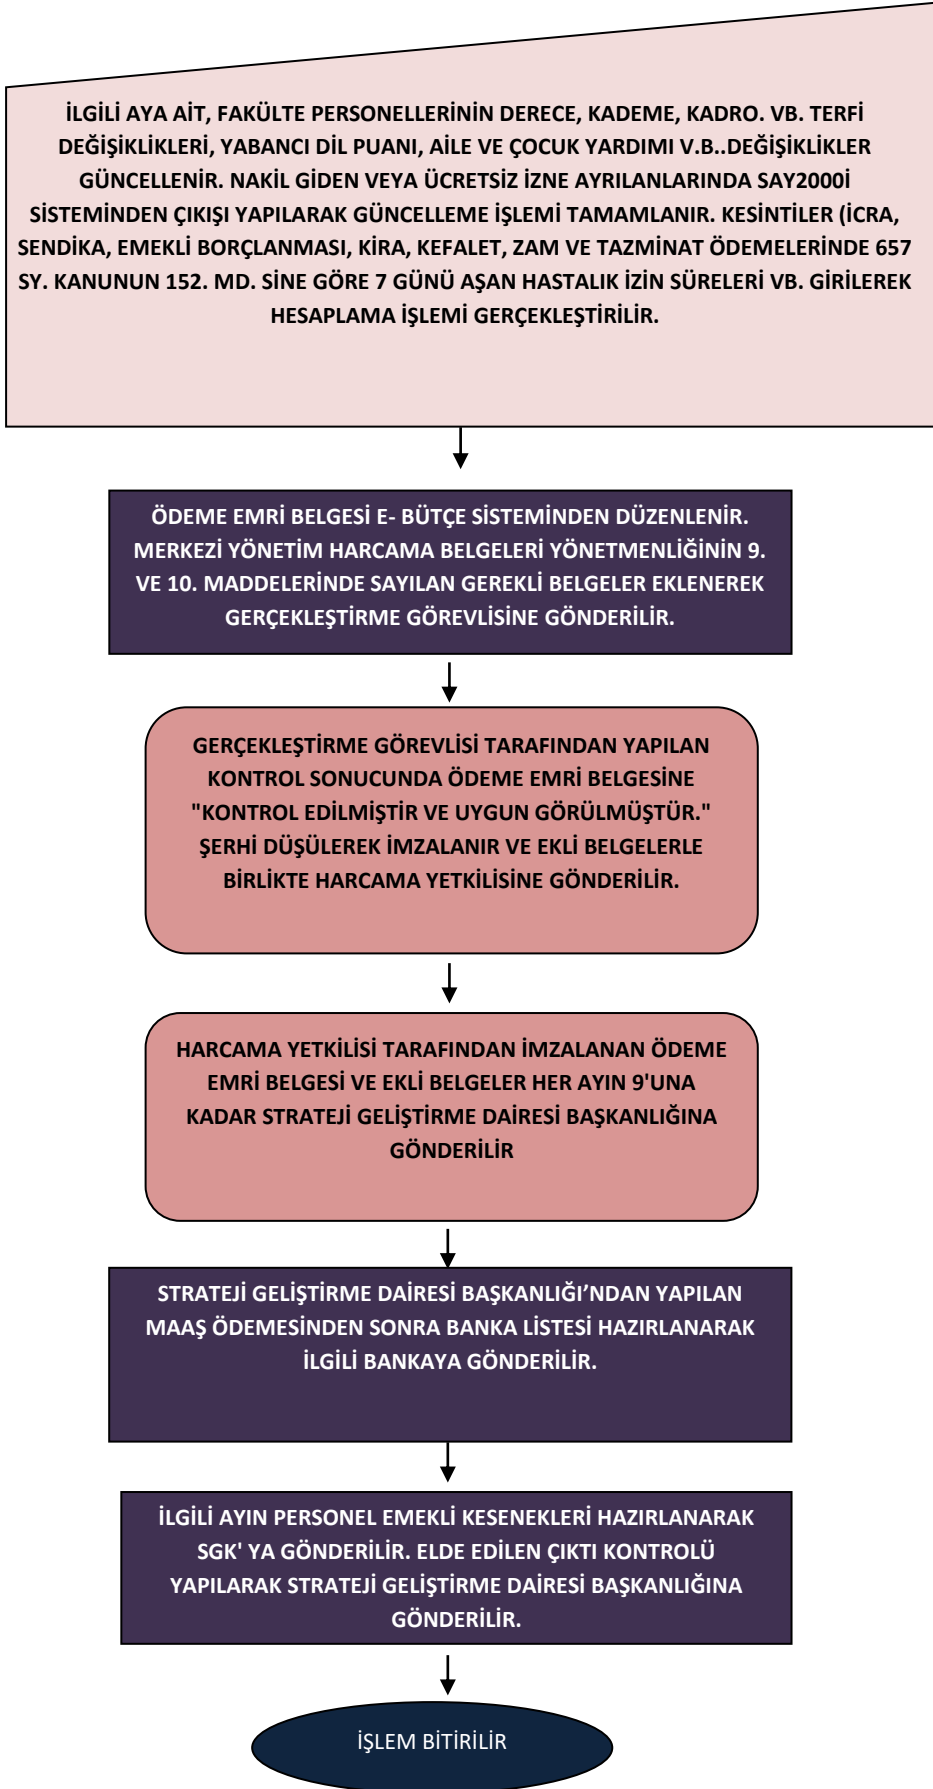 İLGİLİ AYA AİT, FAKÜLTE PERSONELLERİNİN DERECE, KADEME, KADRO. VB. TERFİ
DEĞİŞİKLİKLERİ, YABANCI DİL PUANI, AİLE VE ÇOCUK YARDIMI V.B..DEĞİŞİKLİKLER
GÜNCELLENİR. NAKİL GİDEN VEYA ÜCRETSİZ İZNE AYRILANLARINDA SAY2000İ
SİSTEMİNDEN ÇIKIŞI YAPILARAK GÜNCELLEME İŞLEMİ TAMAMLANIR. KESİNTİLER (İCRA,
SENDİKA, EMEKLİ BORÇLANMASI, KİRA, KEFALET, ZAM VE TAZMİNAT ÖDEMELERİNDE 657
SY. KANUNUN 152. MD. SİNE GÖRE 7 GÜNÜ AŞAN HASTALIK İZİN SÜRELERİ VB. GİRİLEREK
HESAPLAMA İŞLEMİ GERÇEKLEŞTİRİLİR.
ÖDEME EMRİ BELGESİ E- BÜTÇE SİSTEMİNDEN DÜZENLENİR.
MERKEZİ YÖNETİM HARCAMA BELGELERİ YÖNETMENLİĞİNİN 9.
VE 10. MADDELERİNDE SAYILAN GEREKLİ BELGELER EKLENEREK
GERÇEKLEŞTİRME GÖREVLİSİNE GÖNDERİLİR.
GERÇEKLEŞTİRME GÖREVLİSİ TARAFINDAN YAPILAN
KONTROL SONUCUNDA ÖDEME EMRİ BELGESİNE
"KONTROL EDİLMİŞTİR VE UYGUN GÖRÜLMÜŞTÜR."
ŞERHİ DÜŞÜLEREK İMZALANIR VE EKLİ BELGELERLE
BİRLİKTE HARCAMA YETKİLİSİNE GÖNDERİLİR.
HARCAMA YETKİLİSİ TARAFINDAN İMZALANAN ÖDEME
EMRİ BELGESİ VE EKLİ BELGELER HER AYIN 9'UNA
KADAR STRATEJİ GELİŞTİRME DAİRESİ BAŞKANLIĞINA
GÖNDERİLİR
STRATEJİ GELİŞTİRME DAİRESİ BAŞKANLIĞI’NDAN YAPILAN
MAAŞ ÖDEMESİNDEN SONRA BANKA LİSTESİ HAZIRLANARAK
İLGİLİ BANKAYA GÖNDERİLİR.
İLGİLİ AYIN PERSONEL EMEKLİ KESENEKLERİ HAZIRLANARAK
SGK' YA GÖNDERİLİR. ELDE EDİLEN ÇIKTI KONTROLÜ
YAPILARAK STRATEJİ GELİŞTİRME DAİRESİ BAŞKANLIĞINA
GÖNDERİLİR.
İŞLEM BİTİRİLİR